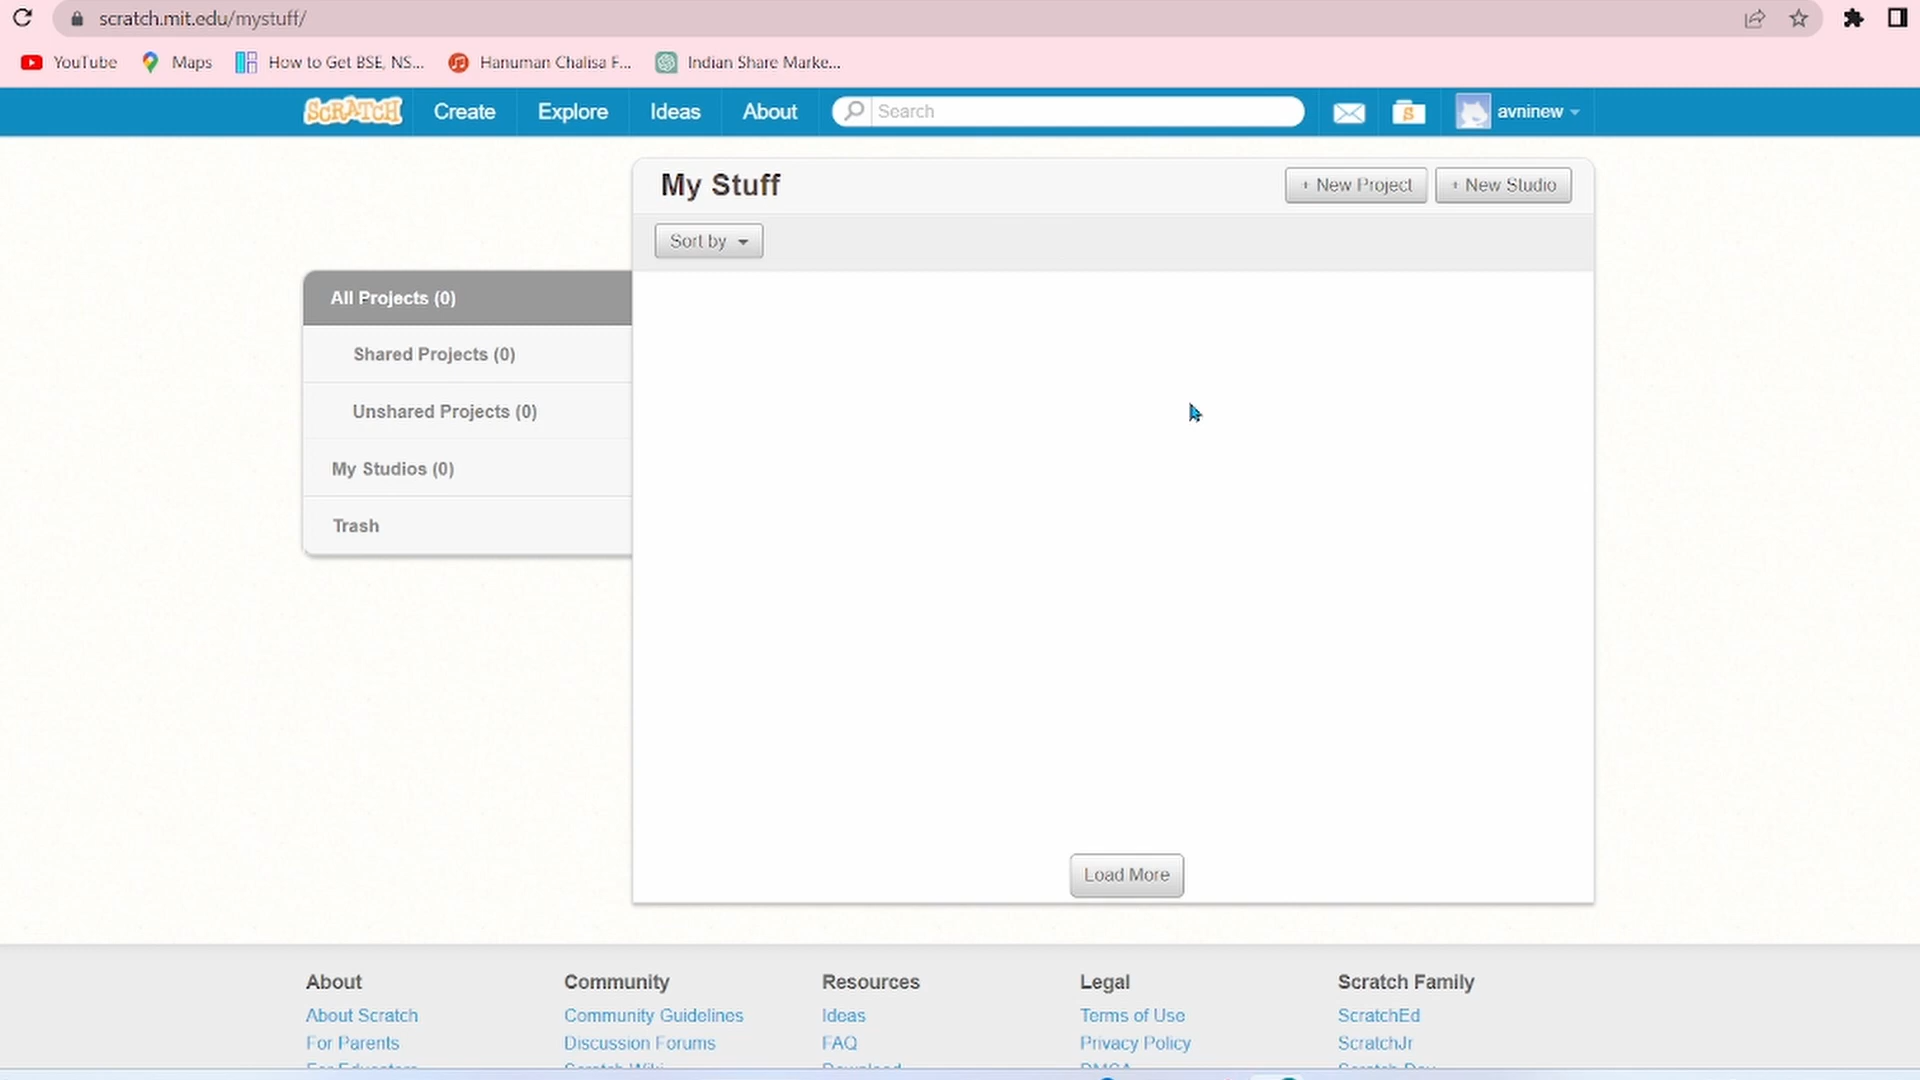 scratch.mit.edu/mystuff/
YouTube Maps How to Get BSE, NS... Hanuman Chalisa F... Indian Share Marke...
SCRATCH Create Explore Ideas About Search S avninew
My Stuff + New Project + New Studio
Sort by
All Projects (0)
Shared Projects (0)
Unshared Projects (0)
My Studios (0)
Trash
Load More
About Community Resources Legal Scratch Family
About Scratch Community Guidelines Ideas Terms of Use ScratchEd
For Parents Discussion Forums FAQ Privacy Policy ScratchJr
For Educators Scratch Wiki Download DMCA Scratch Day